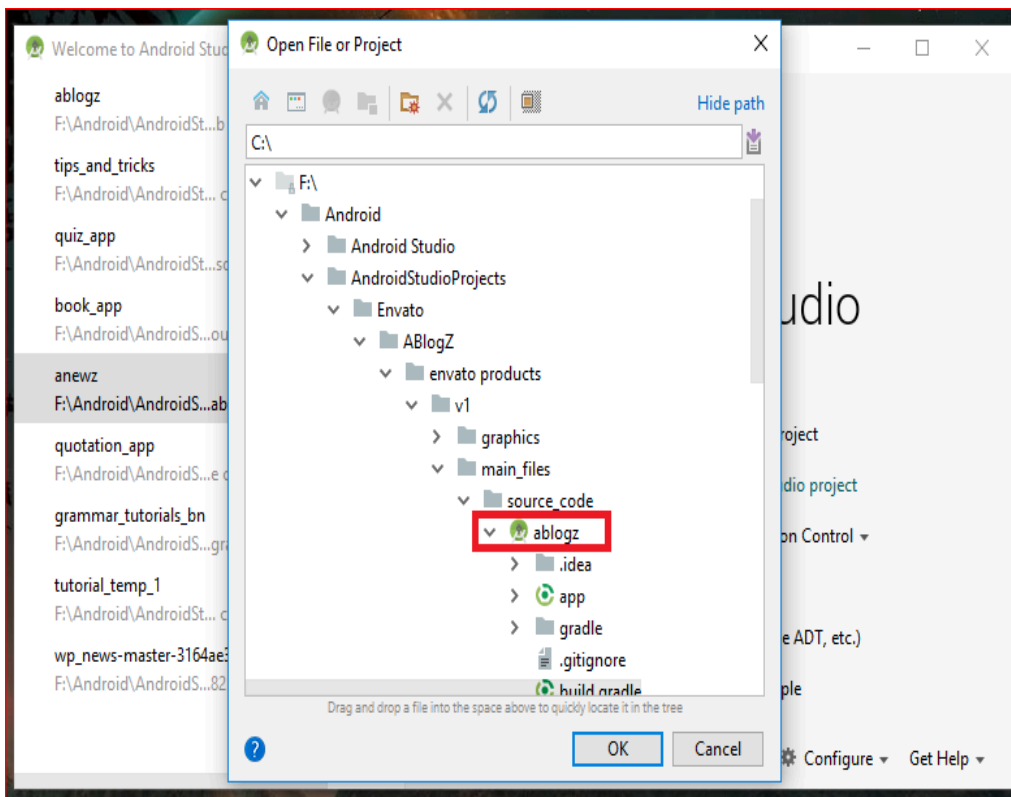 Welcome to Android Stud
ablogz
F:\Android\AndroidSt...b
tips_and_tricks
F:\Android\AndroidSt... c
quiz_app
F:\Android\AndroidSt...so
book_app
F:\Android\AndroidS...ou
anewz
F:\Android\AndroidS...ab
quotation_app
F:\Android\AndroidS...e c
grammar_tutorials_bn
F:\Android\AndroidS...gra
tutorial_temp_1
F:\Android\AndroidSt... c
wp_news-master-3164ae3
F:\Android\AndroidS...82
Open File or Project
Hide path
C:\
F:\
Android
Android Studio
AndroidStudioProjects
Envato
ABlogZ
envato products
v1
graphics
main_files
source_code
ablogz
.idea
app
gradle
.gitignore
build.gradle
Drag and drop a file into the space above to quickly locate it in the tree
?
OK
Cancel
udio
roject
dio project
on Control
e ADT, etc.)
ple
Configure
Get Help